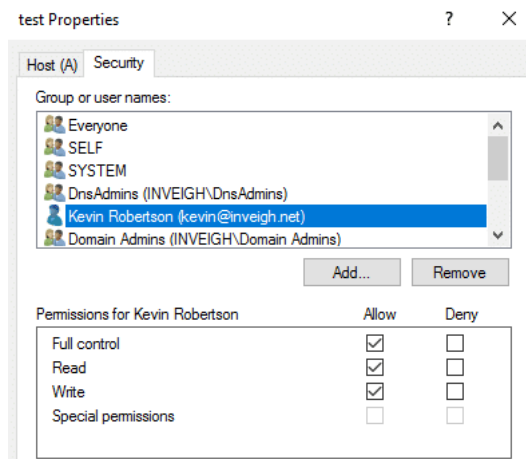 test Properties ? X
Host (A) Security
Group or user names:
Everyone
SELF
SYSTEM
DnsAdmins (INVEIGH\DnsAdmins)
Kevin Robertson (kevin@inveigh.net)
Domain Admins (INVEIGH\Domain Admins)
Add... Remove
Permissions for Kevin Robertson Allow Deny
Full control
Read
Write
Special permissions